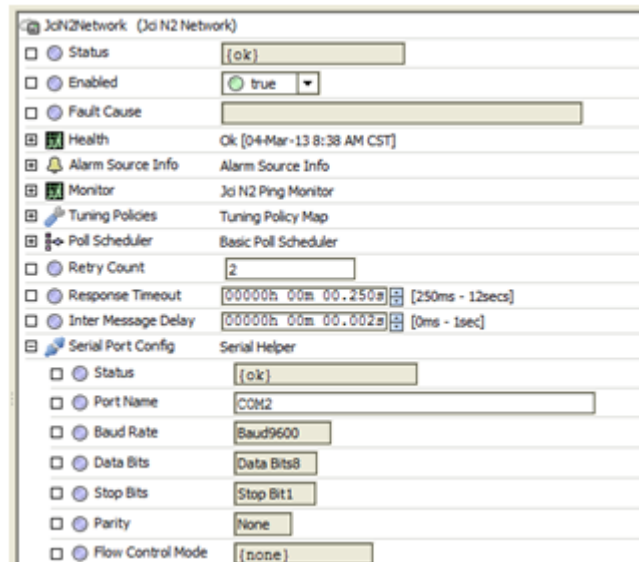 JciN2Network (Jci N2 Network)
Status {ok}
Enabled true
Fault Cause
Health Ok [04-Mar-13 8:38 AM CST]
Alarm Source Info Alarm Source Info
Monitor Jci N2 Ping Monitor
Tuning Policies Tuning Policy Map
Poll Scheduler Basic Poll Scheduler
Retry Count 2
Response Timeout 00000h 00m 00.250s [250ms - 12secs]
Inter Message Delay 00000h 00m 00.002s [0ms - 1sec]
Serial Port Config Serial Helper
Status {ok}
Port Name COM2
Baud Rate Baud9600
Data Bits Data Bits8
Stop Bits Stop Bit1
Parity None
Flow Control Mode {none}